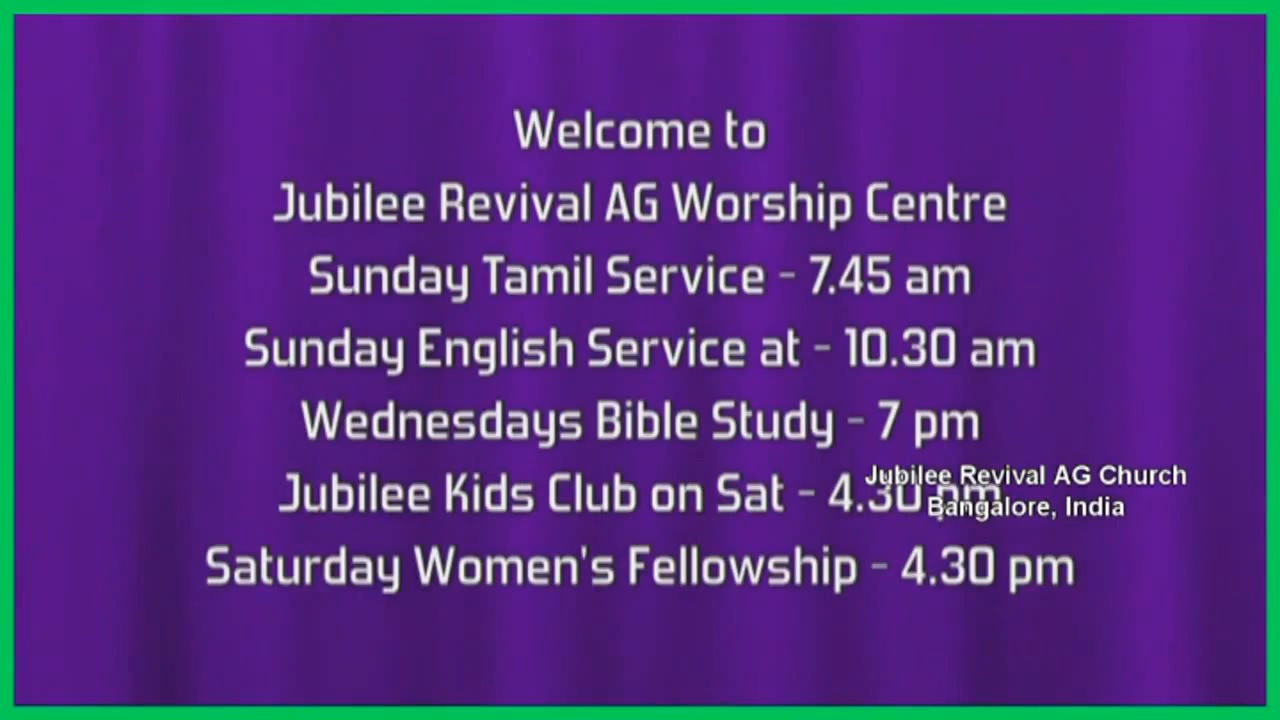 Welcome to
Jubilee Revival AG Worship Centre
Sunday Tamil Service - 7.45 am
Sunday English Service at - 10.30 am
Wednesdays Bible Study - 7 pm
Jubilee Kids Club on Sat - 4.30 pm
Jubilee Revival AG Church
Bangalore, India
Saturday Women's Fellowship - 4.30 pm